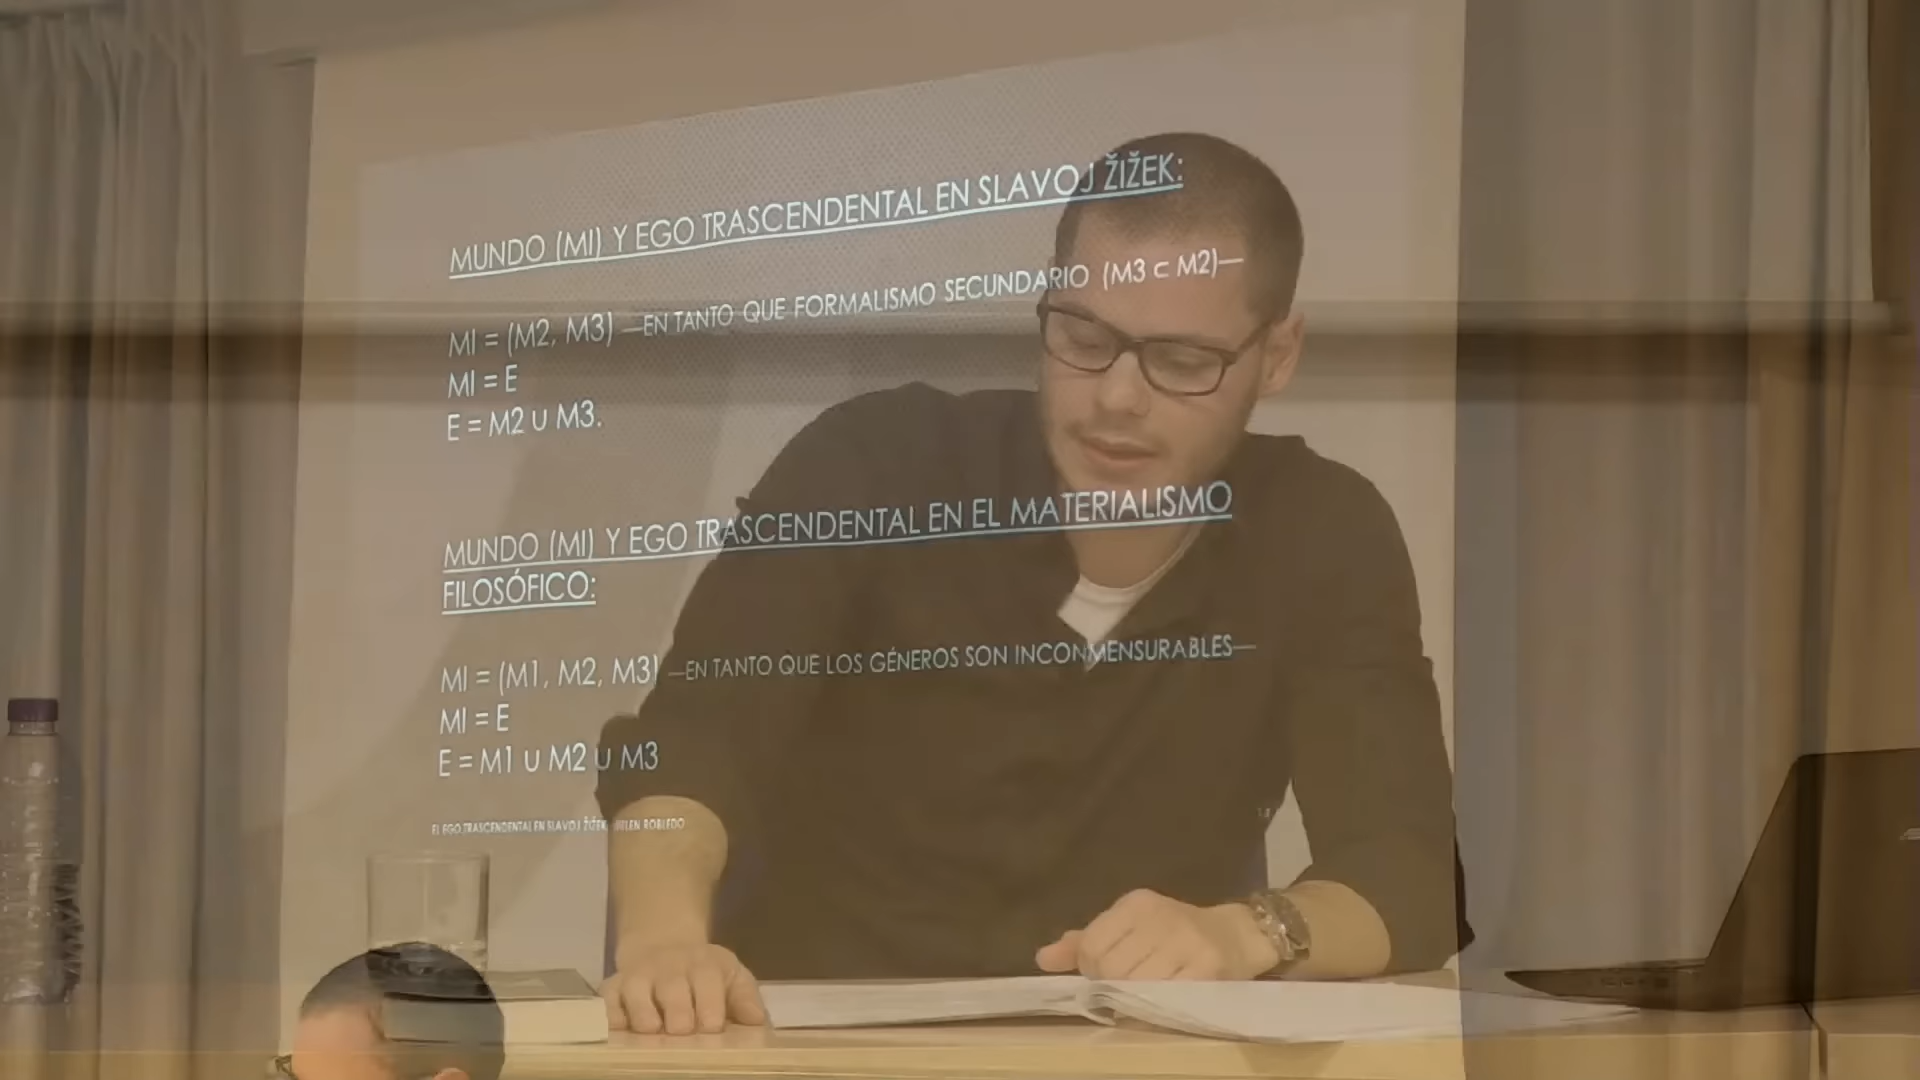 MUNDO (MI) Y EGO TRASCENDENTAL EN SLAVOJ ŽIŽEK:
MI = (M2, M3) —EN TANTO QUE FORMALISMO SECUNDARIO (M3 ⊂ M2)—
MI = E
E = M2 ∪ M3.
MUNDO (MI) Y EGO TRASCENDENTAL EN EL MATERIALISMO
FILOSÓFICO:
MI = (M1, M2, M3) —EN TANTO QUE LOS GÉNEROS SON INCONMENSURABLES—
MI = E
E = M1 ∪ M2 ∪ M3
EL EGO TRASCENDENTAL EN SLAVOJ ŽIŽEK, ROBLEDO